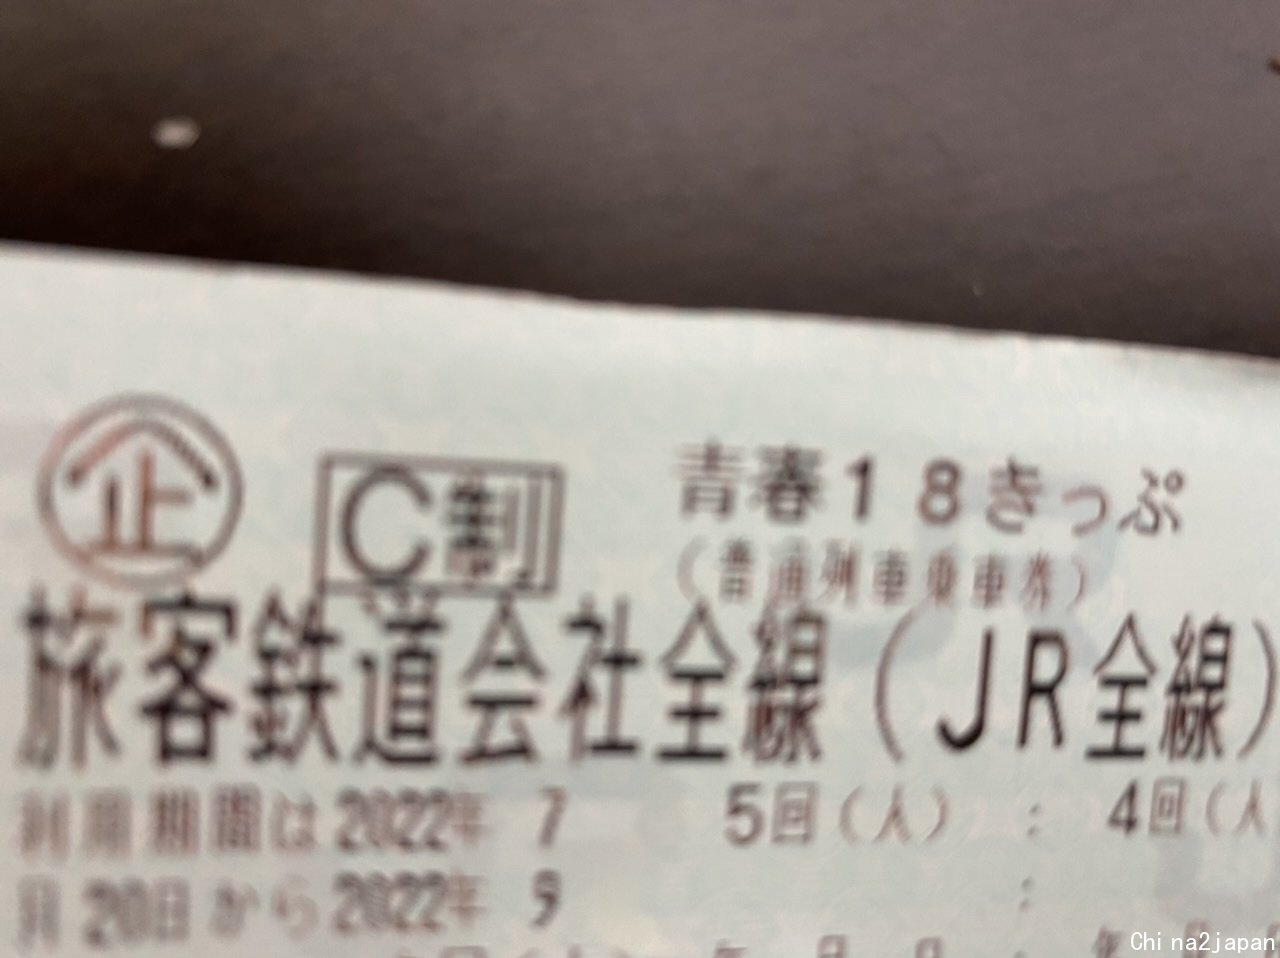 企 C割 青春18きっぷ
（普通列車乗車券）
旅客鉄道会社全線（JR全線）
利用期間は2022年 7 5回（人） : 4回（人
月20日から2022年 9 :
Chi na2japan